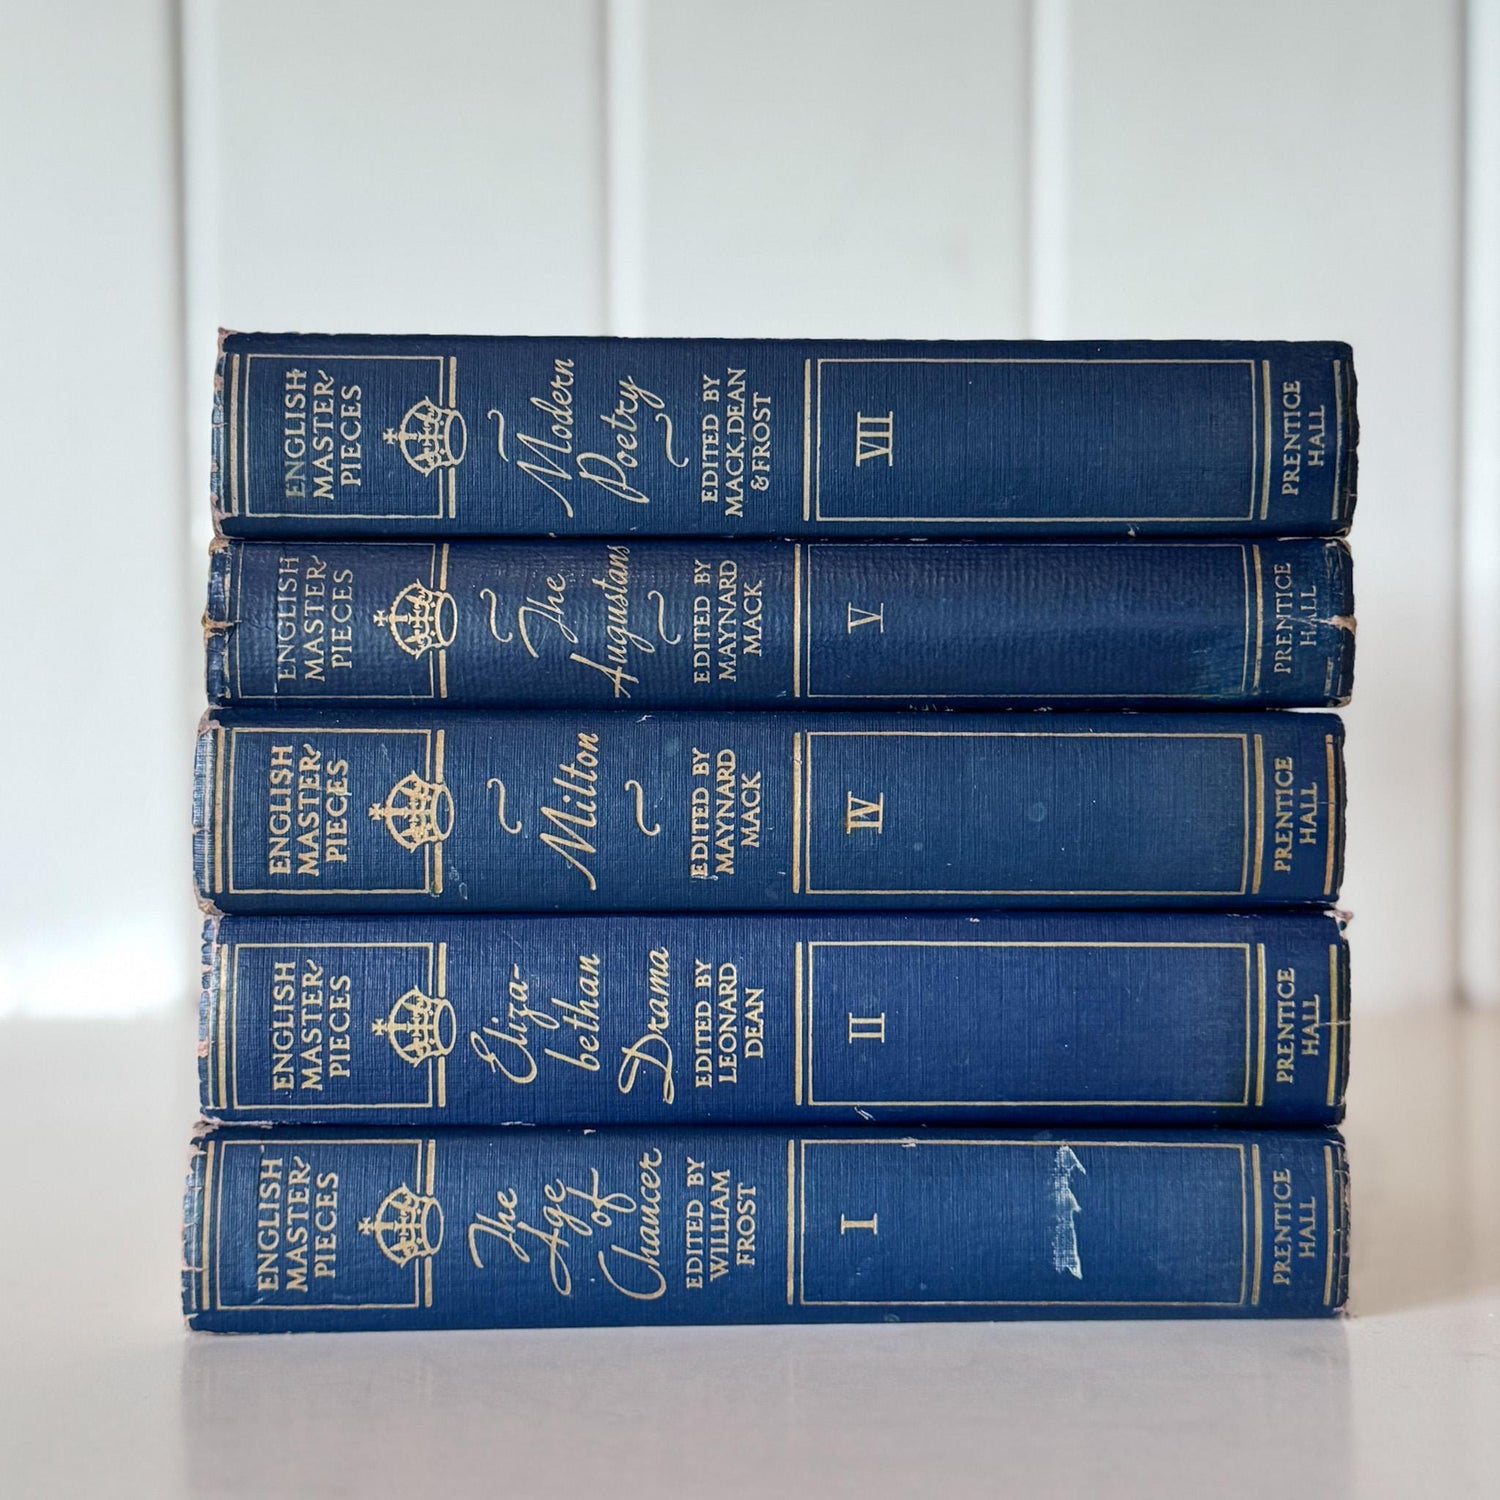 ENGLISH
MASTER-
PIECES
Modern
Poetry
EDITED BY
MACK, DEAN
& FROST
VII
PRENTICE
HALL
ENGLISH
MASTER-
PIECES
The
Augustans
EDITED BY
MAYNARD
MACK
V
PRENTICE
HALL
ENGLISH
MASTER-
PIECES
Milton
EDITED BY
MAYNARD
MACK
IV
PRENTICE
HALL
ENGLISH
MASTER-
PIECES
Eliza-
bethan
Drama
EDITED BY
LEONARD
DEAN
II
PRENTICE
HALL
ENGLISH
MASTER-
PIECES
The
Age
of
Chaucer
EDITED BY
WILLIAM
FROST
I
PRENTICE
HALL